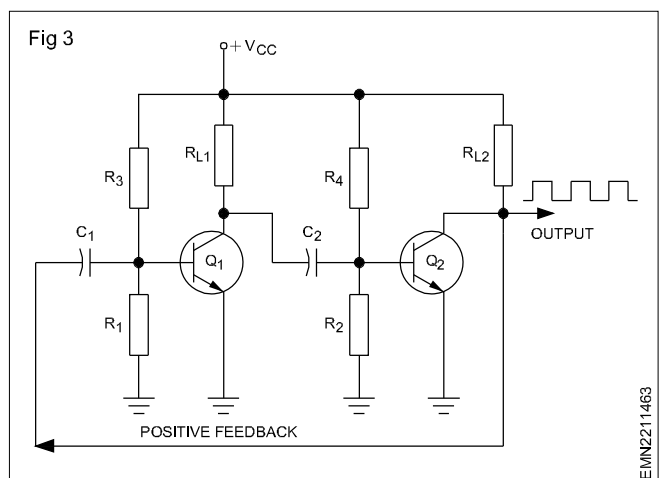 Fig 3
+ VCC
R3
RL1
R4
RL2
C1
C2
Q1
Q2
OUTPUT
R1
R2
POSITIVE FEEDBACK
EMN2211463